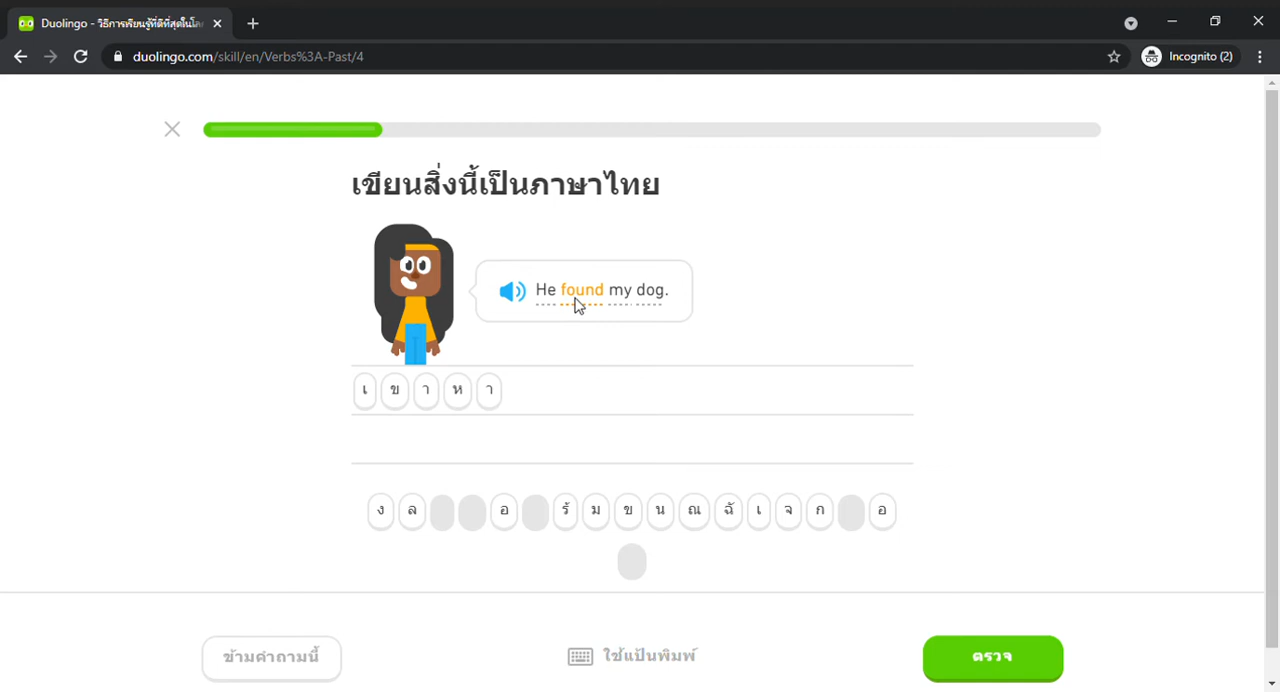 Duolingo - วิธีการเรียนรู้ที่ดีที่สุดในโล
duolingo.com/skill/en/Verbs%3A-Past/4
Incognito (2)
เขียนสิ่งนี้เป็นภาษาไทย
He found my dog.
เ ข า ห า
ง ล อ ร้ ม ข น ณ ฉั เ จ ก อ
ข้ามคำถามนี้
ใช้แป้นพิมพ์
ตรวจ